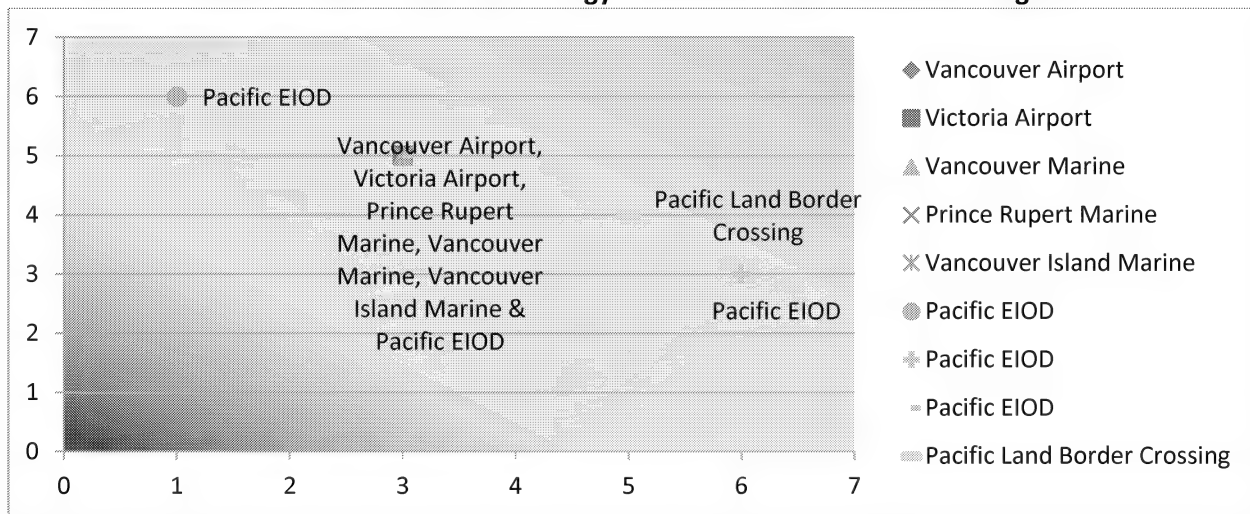 7
6
5
4
3
2
1
0
0 1 2 3 4 5 6 7
Pacific EIOD
Vancouver Airport,
Victoria Airport,
Prince Rupert
Marine, Vancouver
Marine, Vancouver
Island Marine &
Pacific EIOD
Pacific Land Border
Crossing
Pacific EIOD
Vancouver Airport
Victoria Airport
Vancouver Marine
Prince Rupert Marine
Vancouver Island Marine
Pacific EIOD
Pacific EIOD
Pacific EIOD
Pacific Land Border Crossing